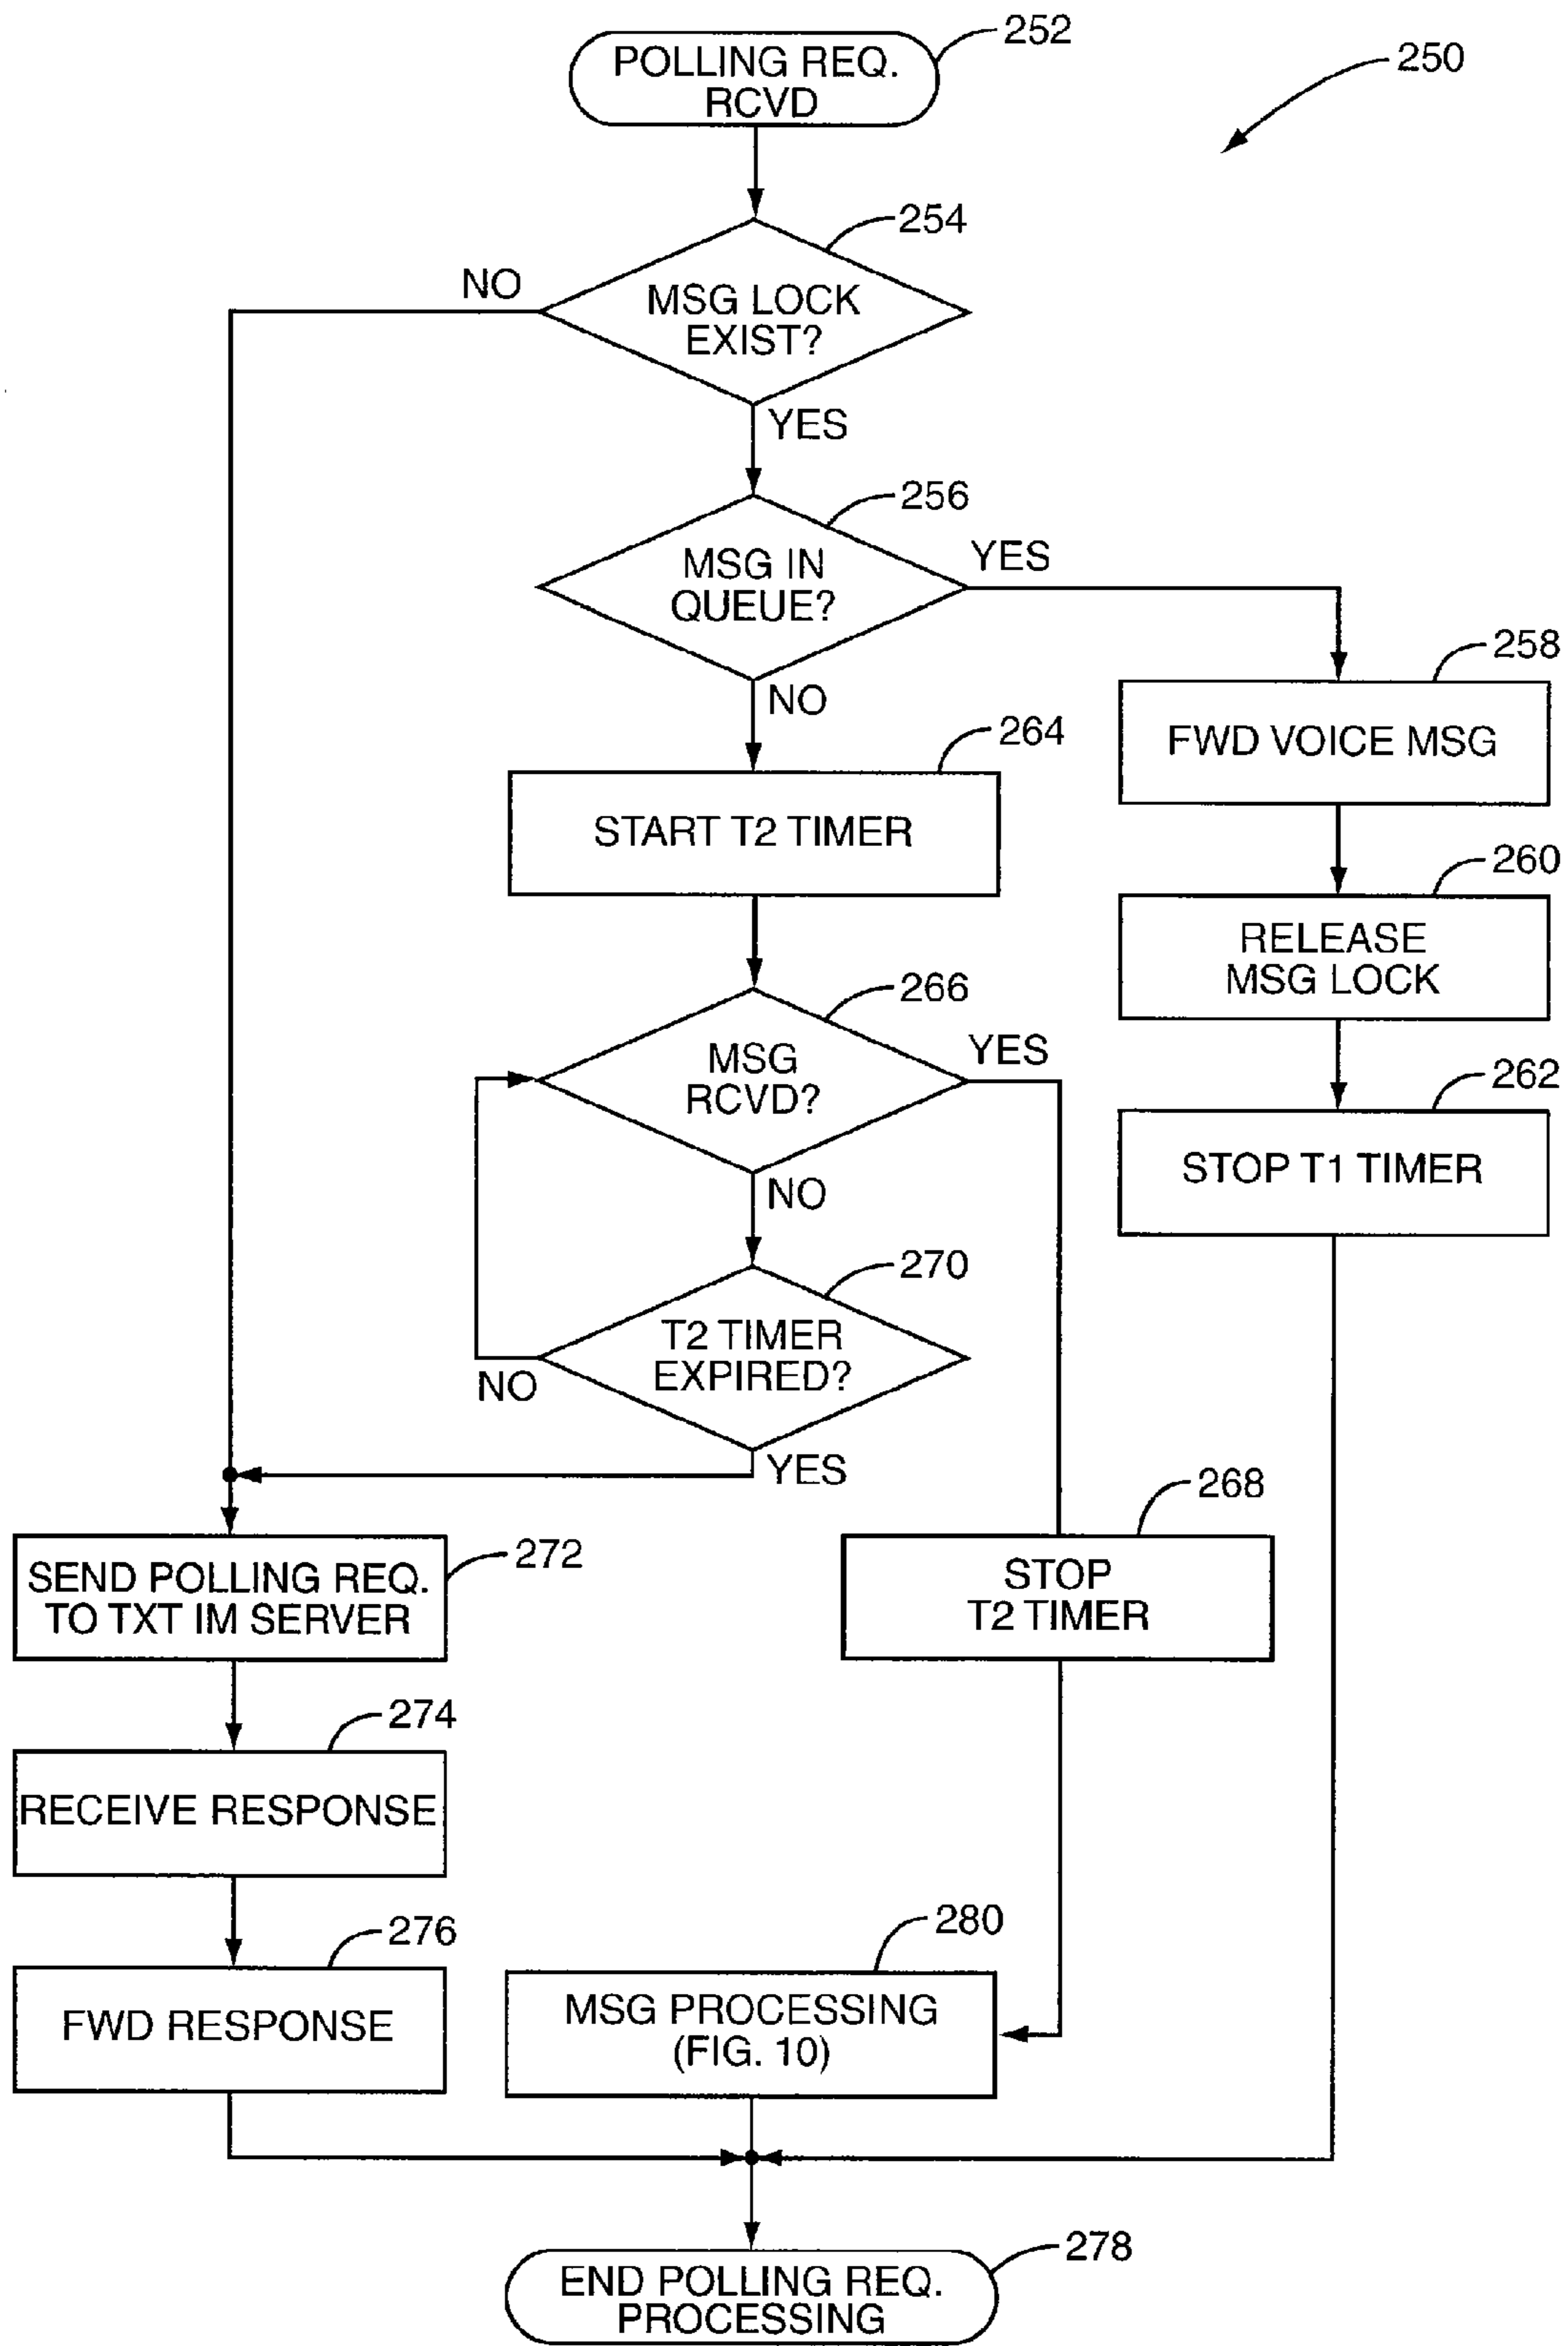 252
POLLING REQ.
RCVD
250
254
NO
MSG LOCK
EXIST?
YES
256
MSG IN
QUEUE?
YES
NO
258
FWD VOICE MSG
264
START T2 TIMER
260
RELEASE
MSG LOCK
266
MSG
RCVD?
YES
NO
262
STOP T1 TIMER
270
T2 TIMER
EXPIRED?
NO
YES
268
STOP
T2 TIMER
272
SEND POLLING REQ.
TO TXT IM SERVER
274
RECEIVE RESPONSE
276
FWD RESPONSE
280
MSG PROCESSING
(FIG. 10)
278
END POLLING REQ.
PROCESSING